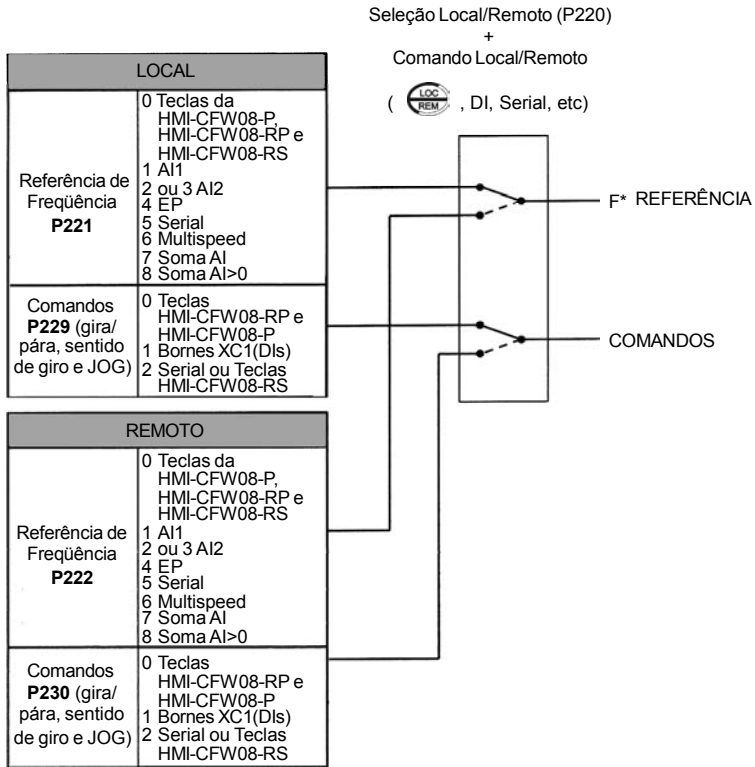 Seleção Local/Remoto (P220)
+
Comando Local/Remoto
( LOC REM , DI, Serial, etc)
LOCAL
Referência de
Freqüência
P221
0 Teclas da
HMI-CFW08-P,
HMI-CFW08-RP e
HMI-CFW08-RS
1 AI1
2 ou 3 AI2
4 EP
5 Serial
6 Multispeed
7 Soma AI
8 Soma AI>0
Comandos
P229 (gira/
pára, sentido
de giro e JOG)
0 Teclas
HMI-CFW08-RP e
HMI-CFW08-P
1 Bornes XC1(DIs)
2 Serial ou Teclas
HMI-CFW08-RS
F* REFERÊNCIA
COMANDOS
REMOTO
Referência de
Freqüência
P222
0 Teclas da
HMI-CFW08-P,
HMI-CFW08-RP e
HMI-CFW08-RS
1 AI1
2 ou 3 AI2
4 EP
5 Serial
6 Multispeed
7 Soma AI
8 Soma AI>0
Comandos
P230 (gira/
pára, sentido
de giro e JOG)
0 Teclas
HMI-CFW08-RP e
HMI-CFW08-P
1 Bornes XC1(DIs)
2 Serial ou Teclas
HMI-CFW08-RS